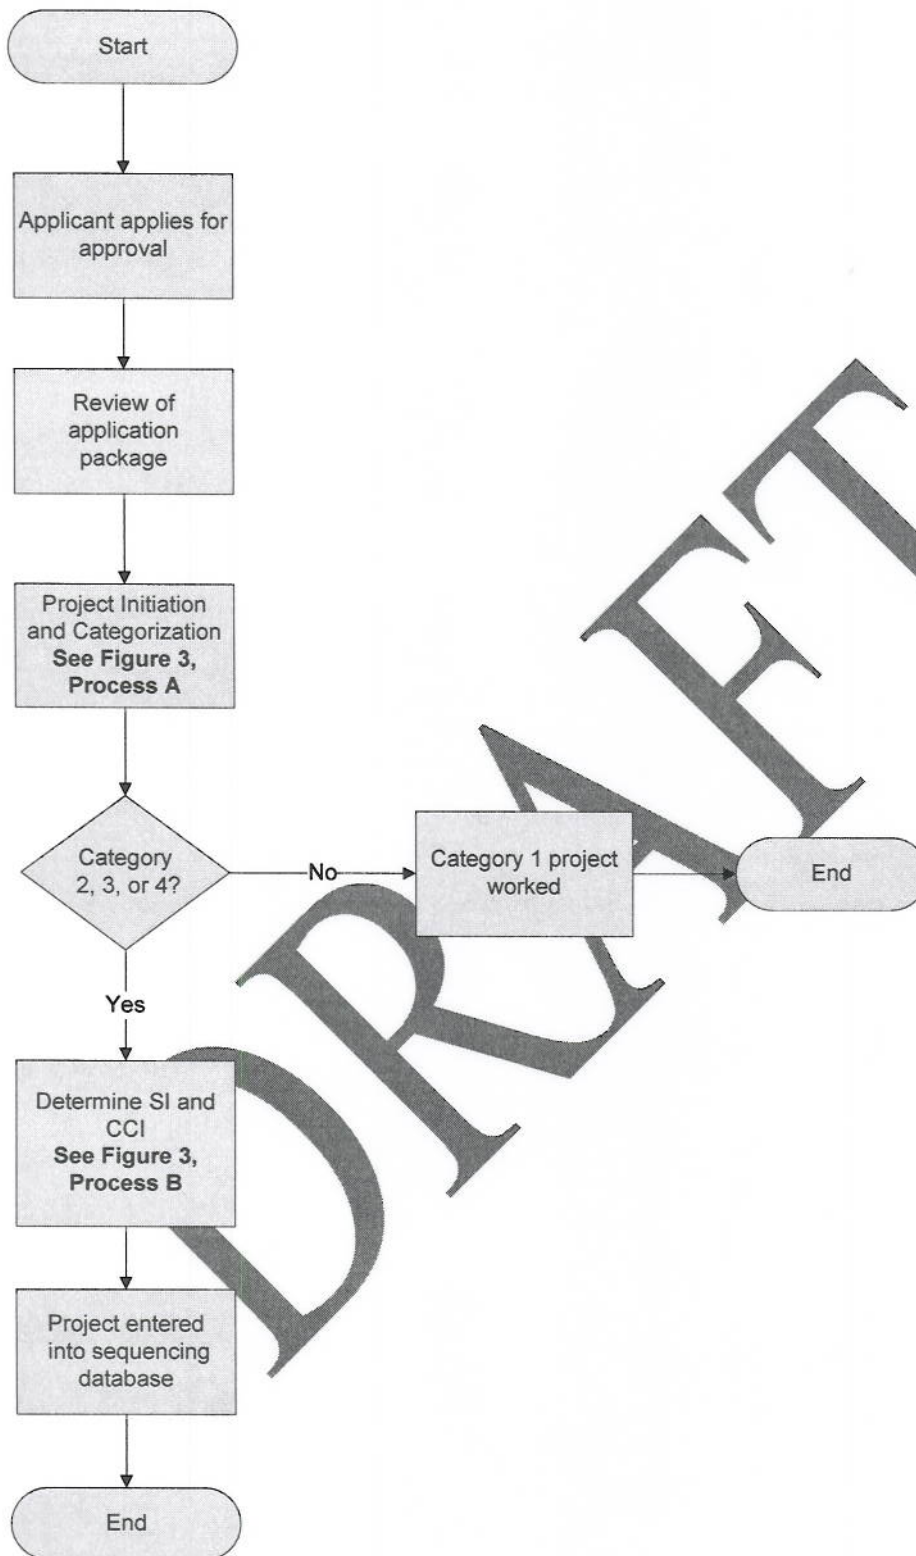 Start
Applicant applies for
approval
Review of
application
package
Project Initiation
and Categorization
See Figure 3,
Process A
Category
2, 3, or 4?
No
Category 1 project
worked
End
Yes
Determine SI and
CCI
See Figure 3,
Process B
Project entered
into sequencing
database
End
DRAFT